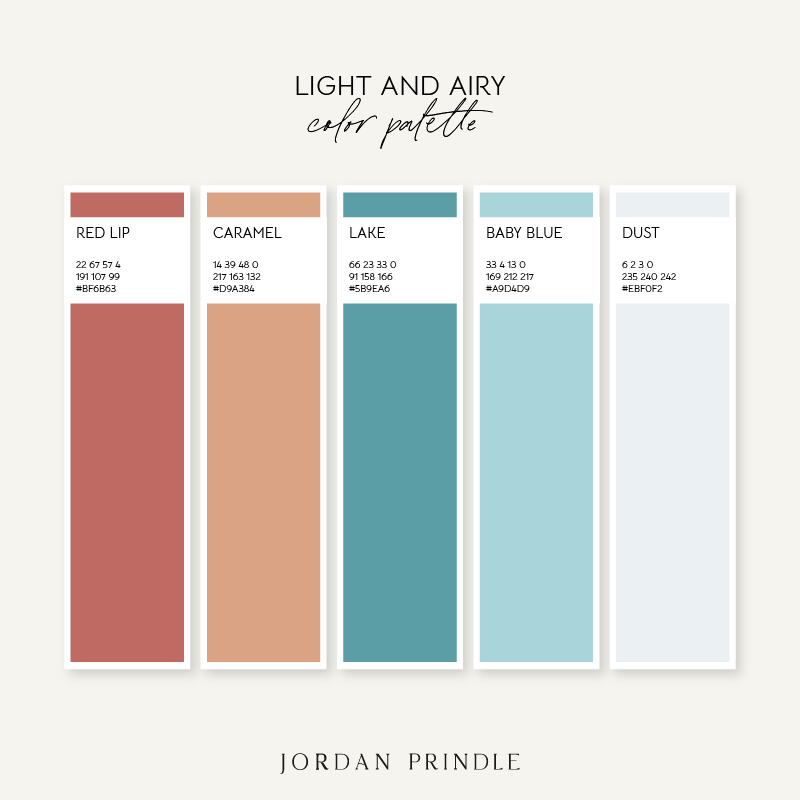 LIGHT AND AIRY
color palette
RED LIP
22 67 57 4
191 107 99
#BF6B63
CARAMEL
14 39 48 0
217 163 132
#D9A384
LAKE
66 23 33 0
91 158 166
#5B9EA6
BABY BLUE
33 4 13 0
169 212 217
#A9D4D9
DUST
6 2 3 0
235 240 242
#EBF0F2
JORDAN PRINDLE